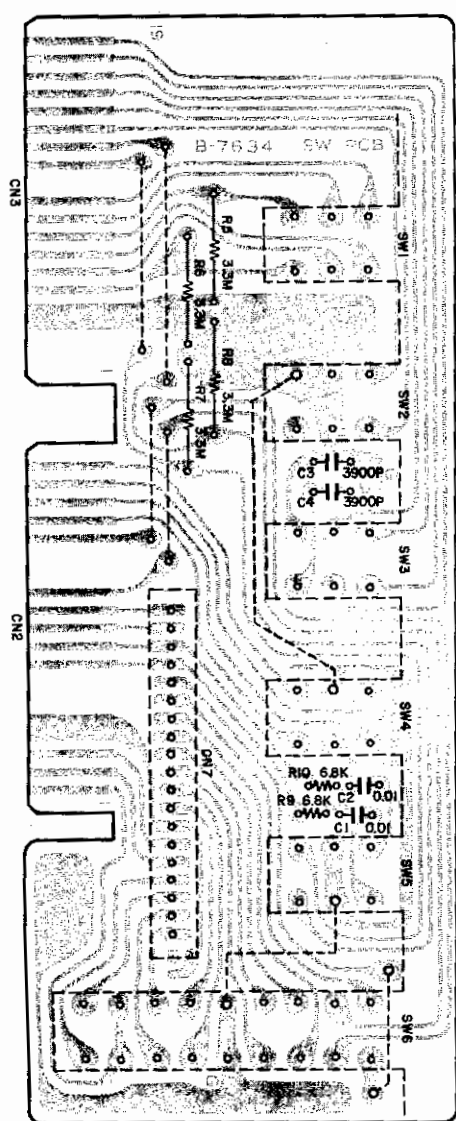 B-7634 SW PCB
CN3
SW1
R5
3.3M
R6
3.3M
R8
3.3M
R7
3.3M
SW2
C3 3900P
C4 3900P
SW3
CN2
SW4
CN7
R10 6.8K
C2 0.01
R9 6.8K
C1 0.01
SW5
SW6